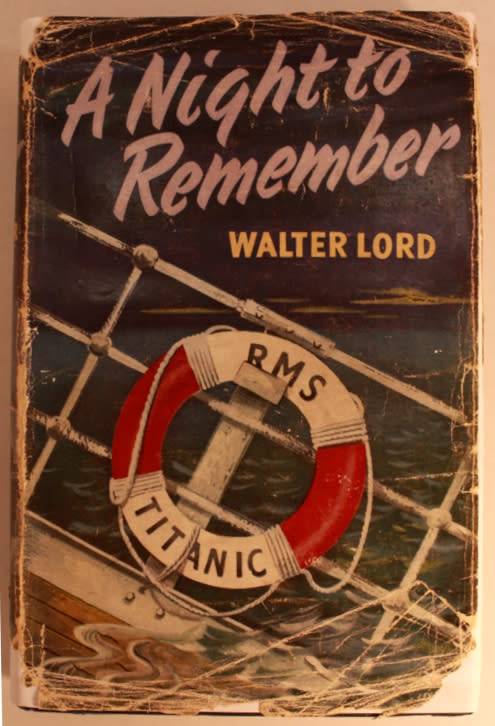 A Night to
Remember
WALTER LORD
RMS
TITANIC